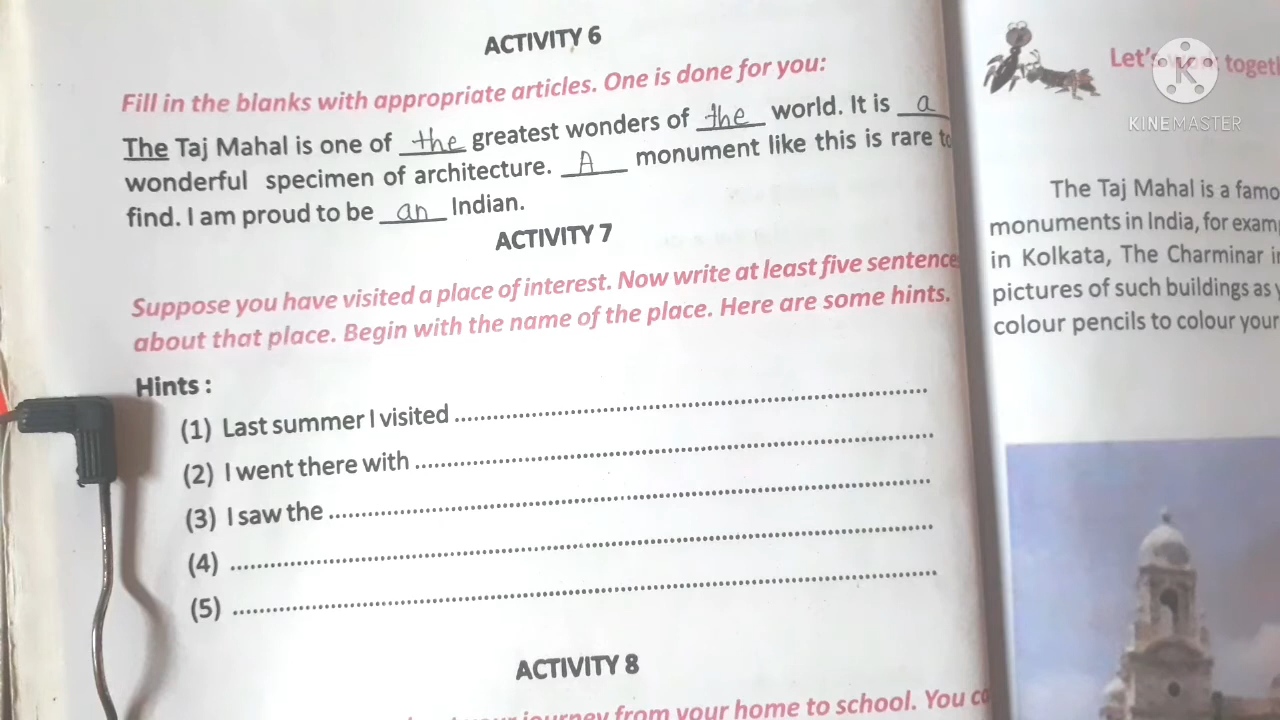 ACTIVITY 6
Fill in the blanks with appropriate articles. One is done for you:
The Taj Mahal is one of the greatest wonders of the world. It is a
wonderful specimen of architecture. A monument like this is rare to
find. I am proud to be an Indian.
ACTIVITY 7
Suppose you have visited a place of interest. Now write at least five sentence
about that place. Begin with the name of the place. Here are some hints.
Hints :
(1) Last summer I visited ............................................................
(2) I went there with ............................................................
(3) I saw the ............................................................
(4) ............................................................
(5) ............................................................
ACTIVITY 8
journey from your home to school. You
Let's
K
KINEMASTER
The Taj Mahal is a famo
monuments in India, for exam
in Kolkata, The Charminar in
pictures of such buildings as y
colour pencils to colour your